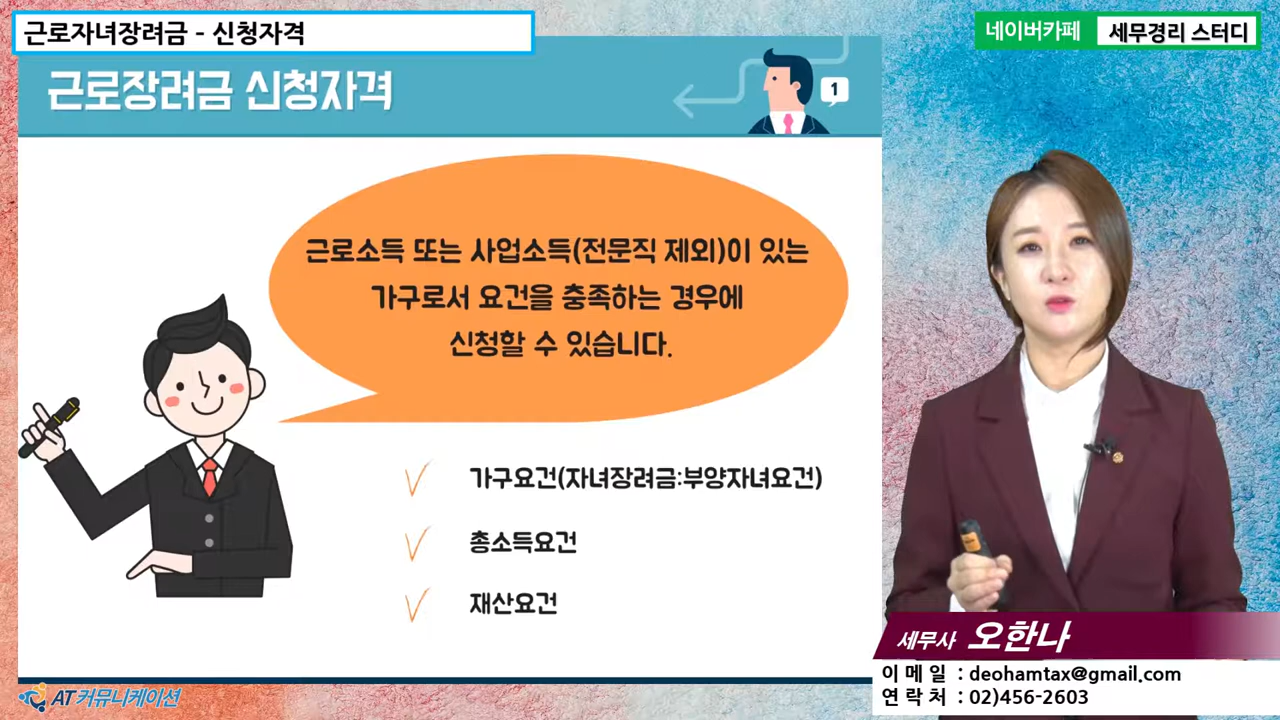 근로자녀장려금 - 신청자격
네이버카페 세무경리 스터디
근로장려금 신청자격
1
근로소득 또는 사업소득(전문직 제외)이 있는
가구로서 요건을 충족하는 경우에
신청할 수 있습니다.
가구요건(자녀장려금:부양자녀요건)
총소득요건
재산요건
세무사 오한나
이 메 일 : deohamtax@gmail.com
연 락 처 : 02)456-2603
AT커뮤니케이션